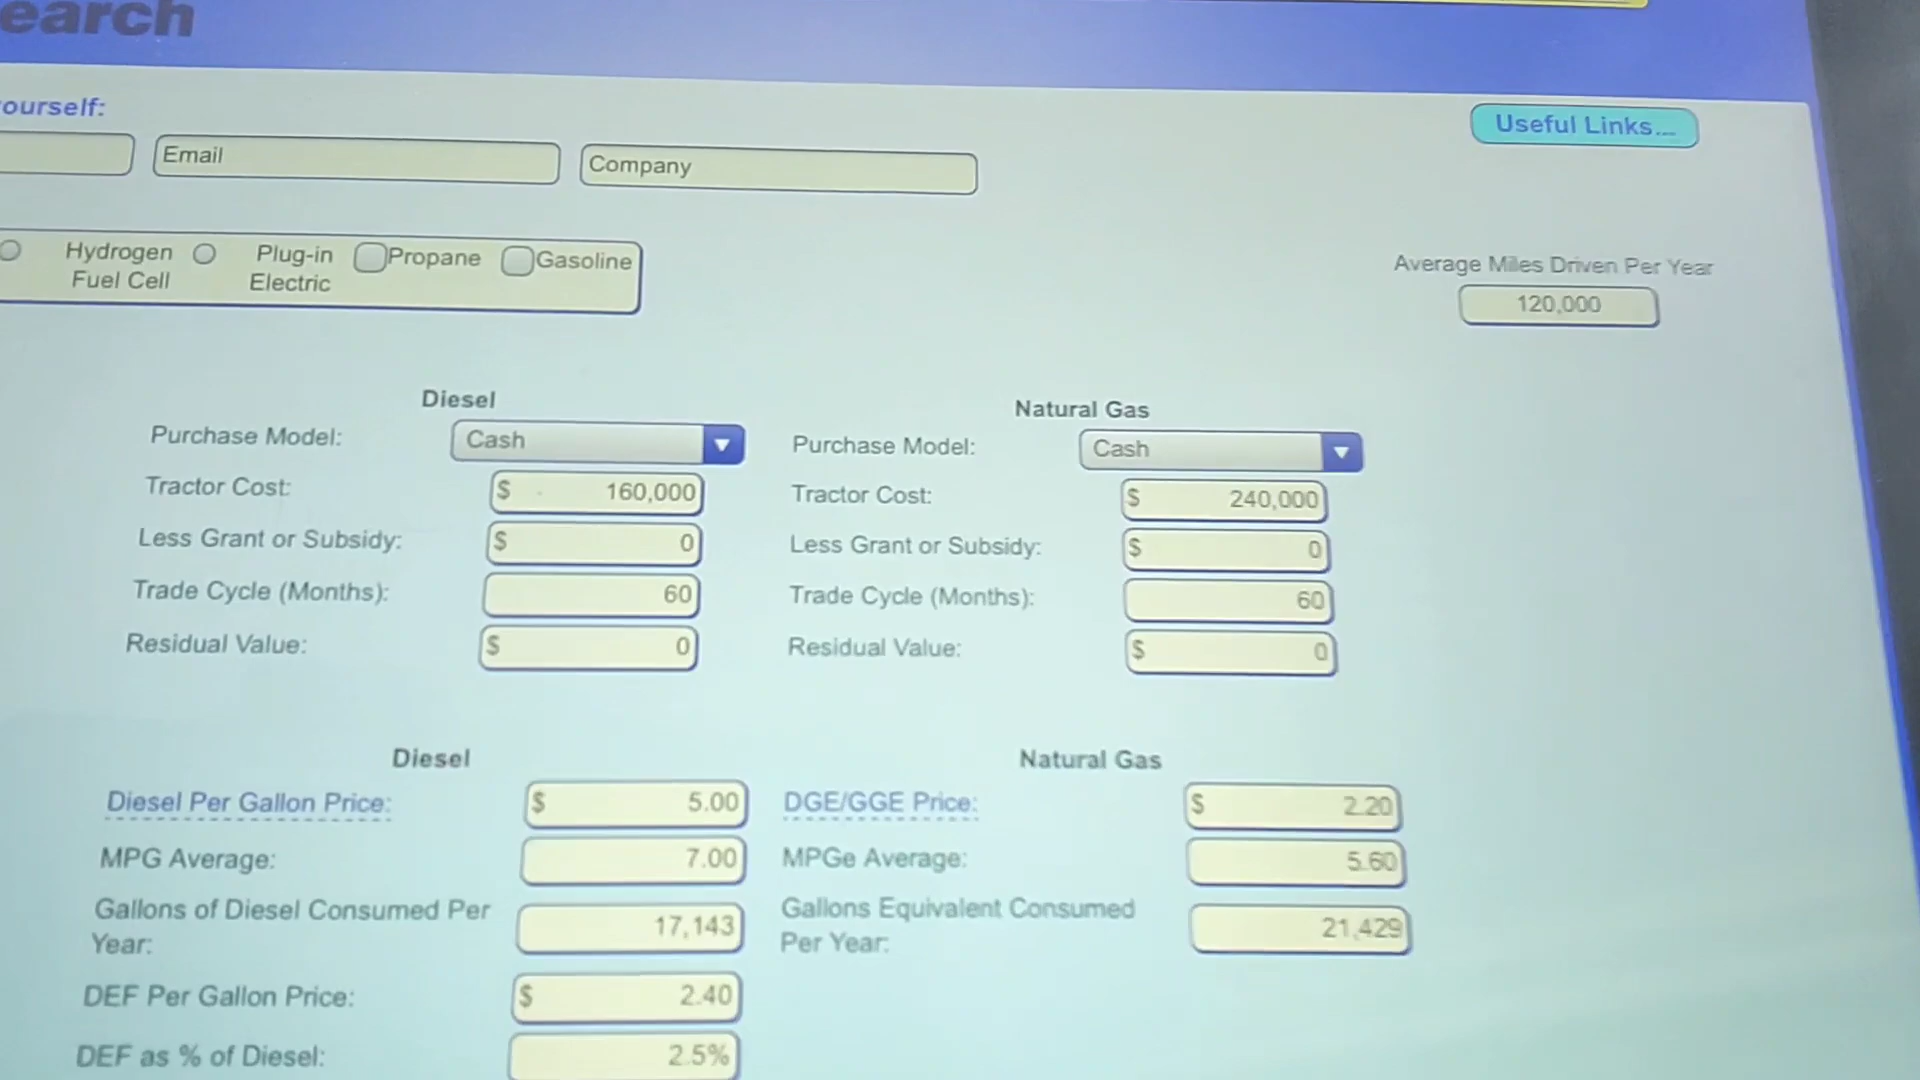 earch
ourself:
Useful Links...
Email
Company
Hydrogen
Fuel Cell
Plug-in
Electric
Propane
Gasoline
Average Miles Driven Per Year
120,000
Diesel
Natural Gas
Purchase Model: Cash
Purchase Model: Cash
Tractor Cost: $ 160,000
Tractor Cost: $ 240,000
Less Grant or Subsidy: $ 0
Less Grant or Subsidy: $ 0
Trade Cycle (Months): 60
Trade Cycle (Months): 60
Residual Value: $ 0
Residual Value: $ 0
Diesel
Natural Gas
Diesel Per Gallon Price: $ 5.00
DGE/GGE Price: $ 2.20
MPG Average: 7.00
MPGe Average: 5.60
Gallons of Diesel Consumed Per
Year:
17,143
Gallons Equivalent Consumed
Per Year:
21,429
DEF Per Gallon Price: $ 2.40
DEF as % of Diesel: 2.5%